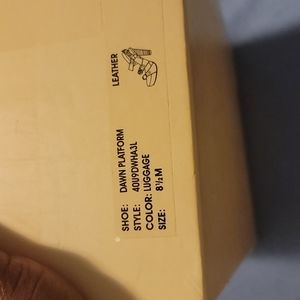 LEATHER
SHOE: DAWN PLATFORM
STYLE: 40U9DWHA3L
COLOR: LUGGAGE
SIZE: 8½M